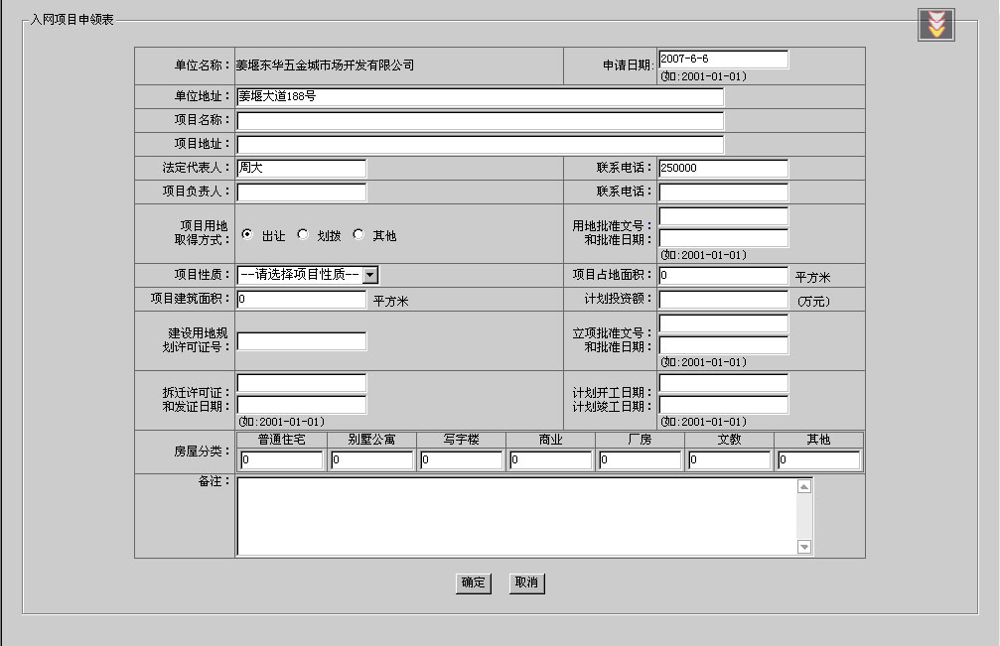 入网项目申领表
单位名称： 姜堰东华五金城市场开发有限公司 申请日期: 2007-6-6
(如:2001-01-01)
单位地址： 姜堰大道188号
项目名称：
项目地址：
法定代表人： 周大 联系电话： 250000
项目负责人： 联系电话：
项目用地 用地批准文号：
取得方式： 出让 划拨 其他 和批准日期：
(如:2001-01-01)
项目性质： --请选择项目性质-- 项目占地面积： 0 平方米
项目建筑面积： 0 平方米 计划投资额： (万元)
建设用地规 立项批准文号：
划许可证号： 和批准日期：
(如:2001-01-01)
拆迁许可证： 计划开工日期：
和发证日期： 计划竣工日期：
(如:2001-01-01) (如:2001-01-01)
房屋分类： 普通住宅 别墅公寓 写字楼 商业 厂房 文教 其他
0 0 0 0 0 0 0
备注：
确定 取消